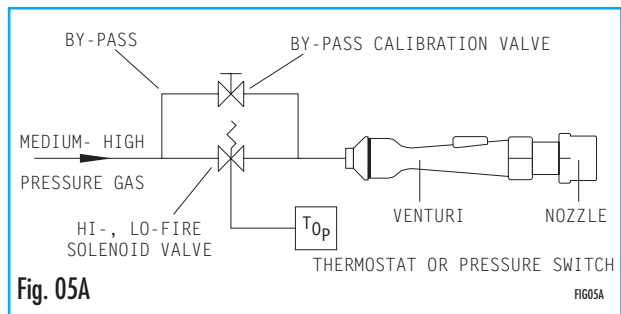 BY-PASS
BY-PASS CALIBRATION VALVE
MEDIUM- HIGH
PRESSURE GAS
HI-, LO-FIRE
SOLENOID VALVE
TOP
VENTURI
NOZZLE
THERMOSTAT OR PRESSURE SWITCH
Fig. 05A
FIG05A